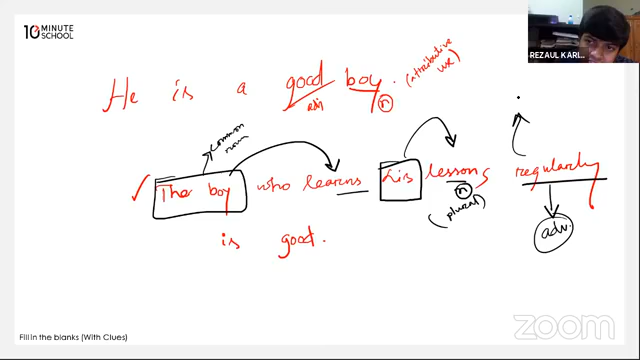 10 MINUTE SCHOOL
REZAUL KARI...
He is a good boy. (attributive use)
adj n
common noun
✓ The boy who learns his lessons regularly
n
(plural)
adv.
is good.
Fill in the blanks (With Clues)
zoom